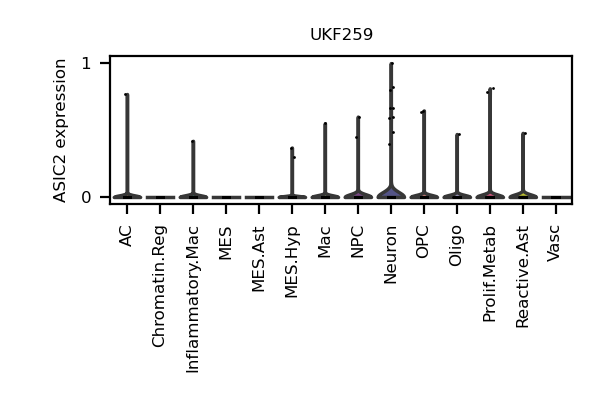 UKF259
ASIC2 expression
1
0
AC
Chromatin.Reg
Inflammatory.Mac
MES
MES.Ast
MES.Hyp
Mac
NPC
Neuron
OPC
Oligo
Prolif.Metab
Reactive.Ast
Vasc